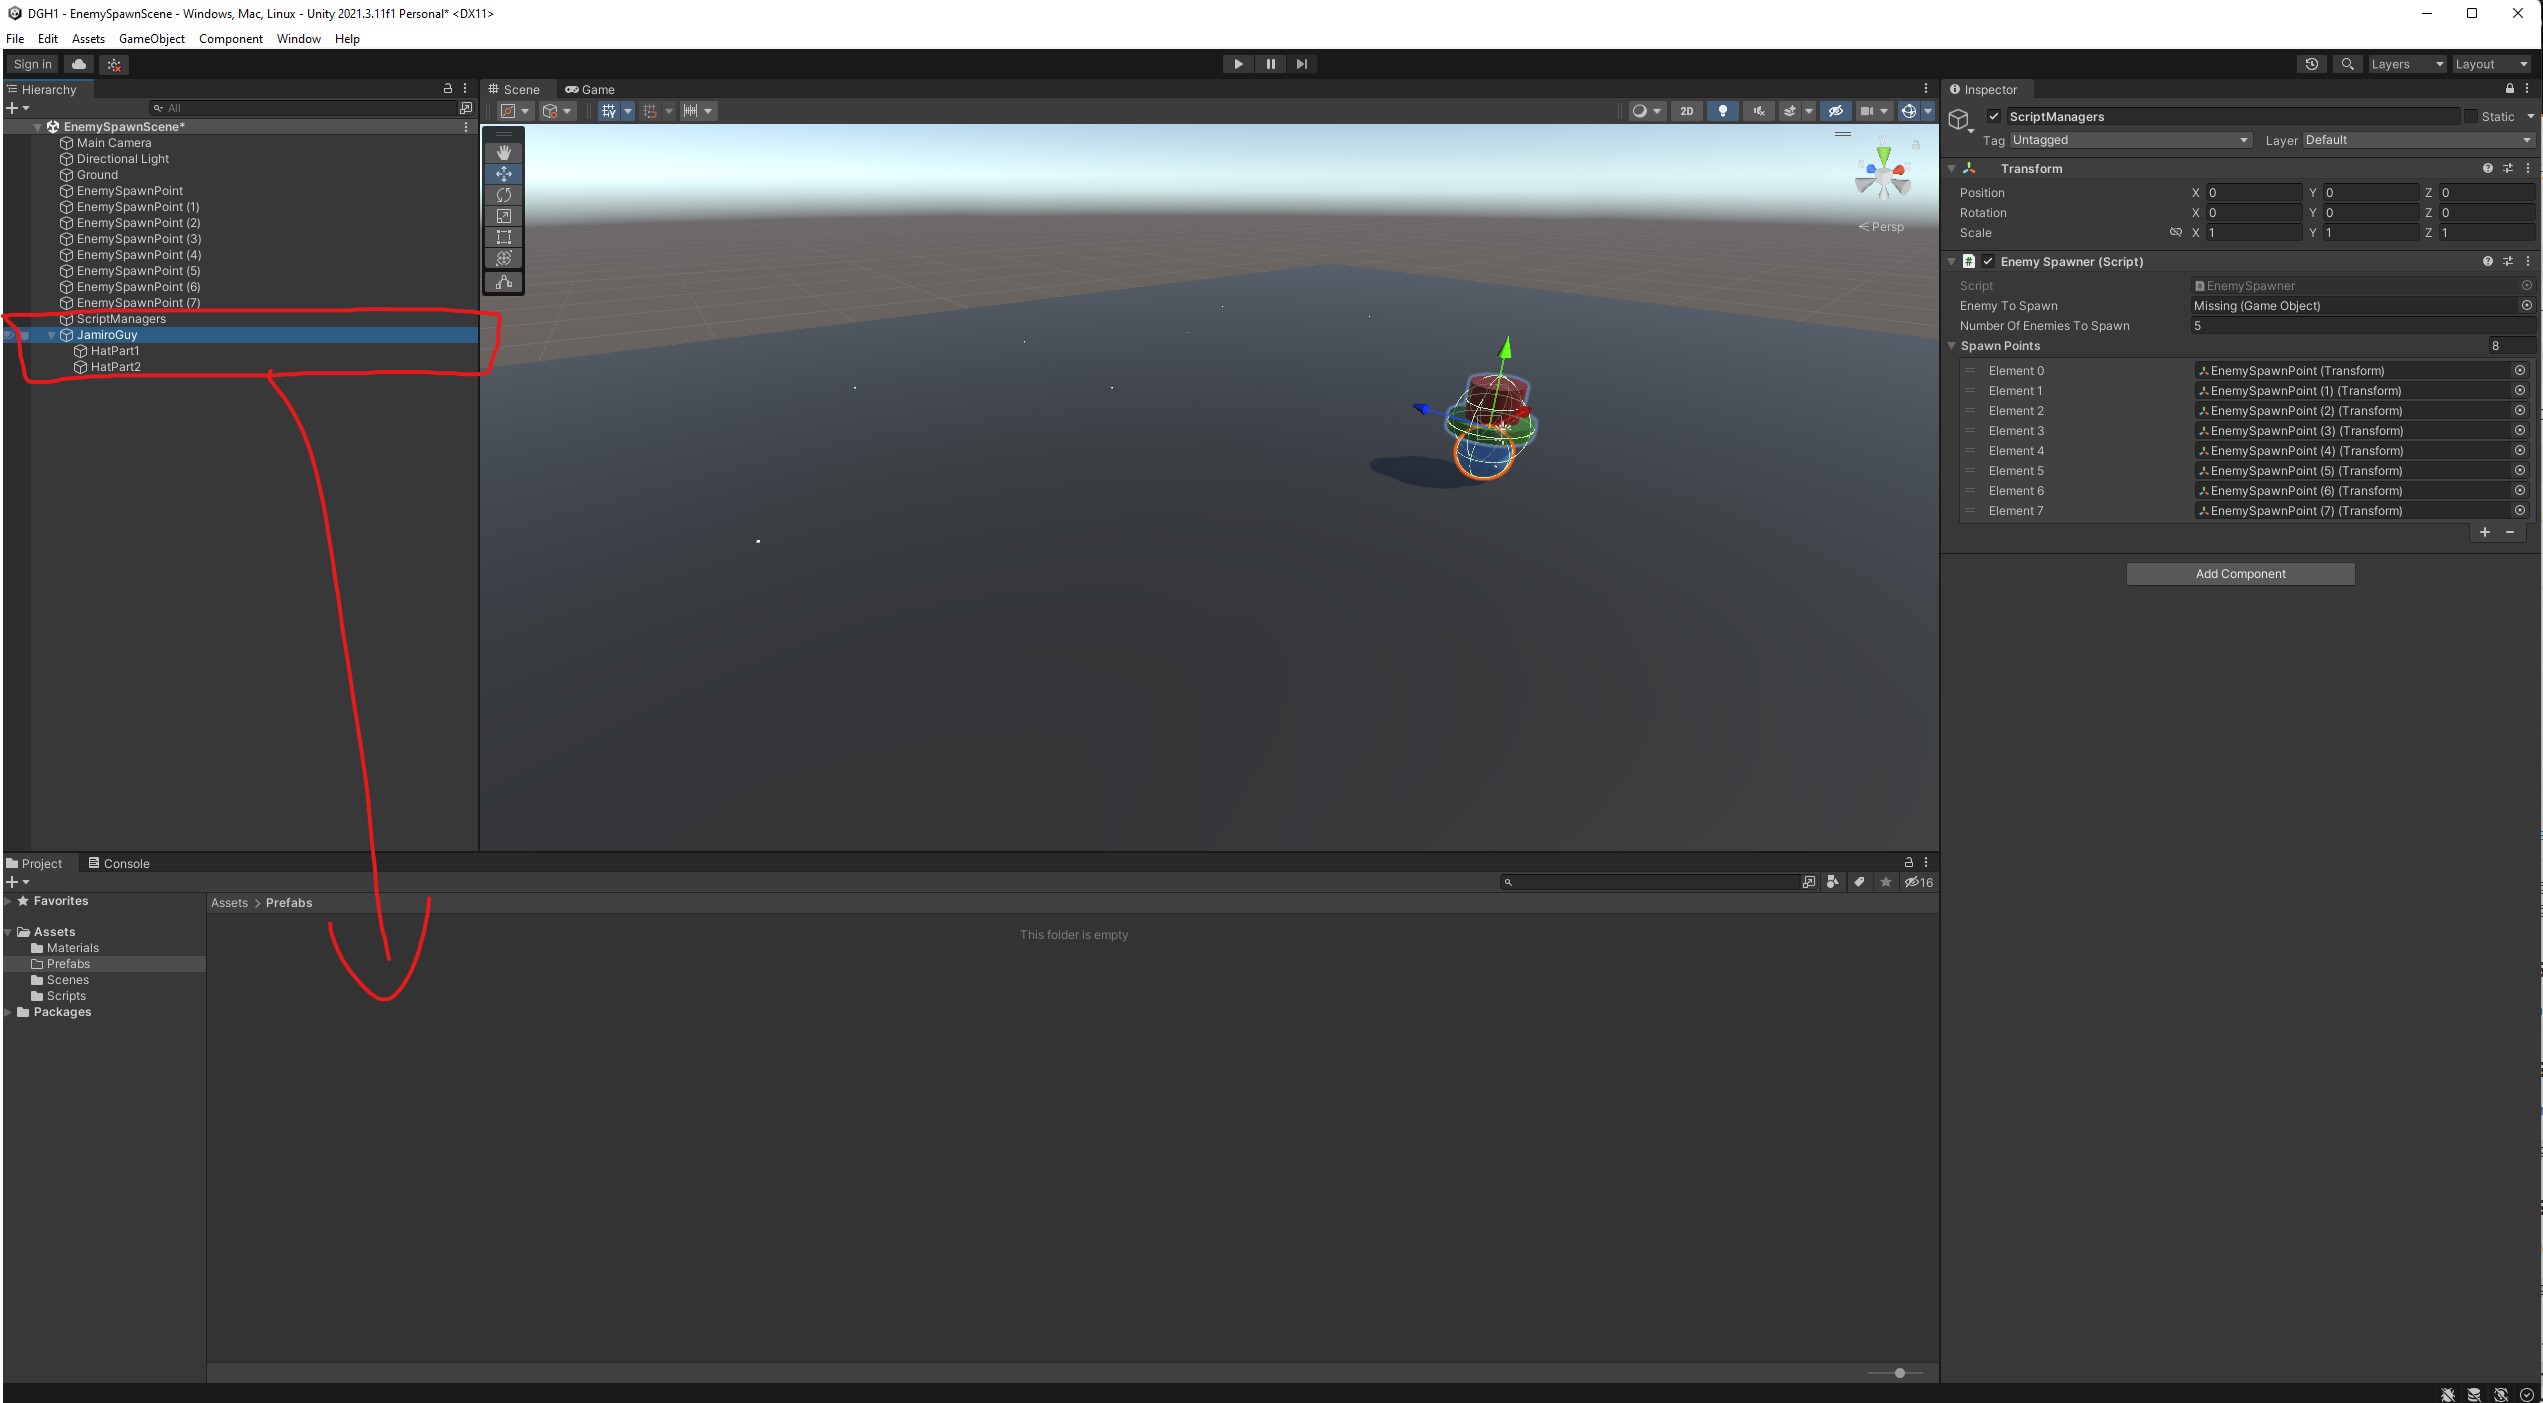 DGH1 - EnemySpawnScene - Windows, Mac, Linux - Unity 2021.3.11f1 Personal* <DX11>
File Edit Assets GameObject Component Window Help
Sign in
Layers
Layout
Hierarchy
All
EnemySpawnScene*
Main Camera
Directional Light
Ground
EnemySpawnPoint
EnemySpawnPoint (1)
EnemySpawnPoint (2)
EnemySpawnPoint (3)
EnemySpawnPoint (4)
EnemySpawnPoint (5)
EnemySpawnPoint (6)
EnemySpawnPoint (7)
ScriptManagers
JamiroGuy
HatPart1
HatPart2
Scene Game
2D
Persp
Inspector
ScriptManagers Static
Tag Untagged Layer Default
Transform
Position X 0 Y 0 Z 0
Rotation X 0 Y 0 Z 0
Scale X 1 Y 1 Z 1
# Enemy Spawner (Script)
Script EnemySpawner
Enemy To Spawn Missing (Game Object)
Number Of Enemies To Spawn 5
Spawn Points 8
Element 0 EnemySpawnPoint (Transform)
Element 1 EnemySpawnPoint (1) (Transform)
Element 2 EnemySpawnPoint (2) (Transform)
Element 3 EnemySpawnPoint (3) (Transform)
Element 4 EnemySpawnPoint (4) (Transform)
Element 5 EnemySpawnPoint (5) (Transform)
Element 6 EnemySpawnPoint (6) (Transform)
Element 7 EnemySpawnPoint (7) (Transform)
Add Component
Project Console
16
Favorites
Assets
Materials
Prefabs
Scenes
Scripts
Packages
Assets > Prefabs
This folder is empty